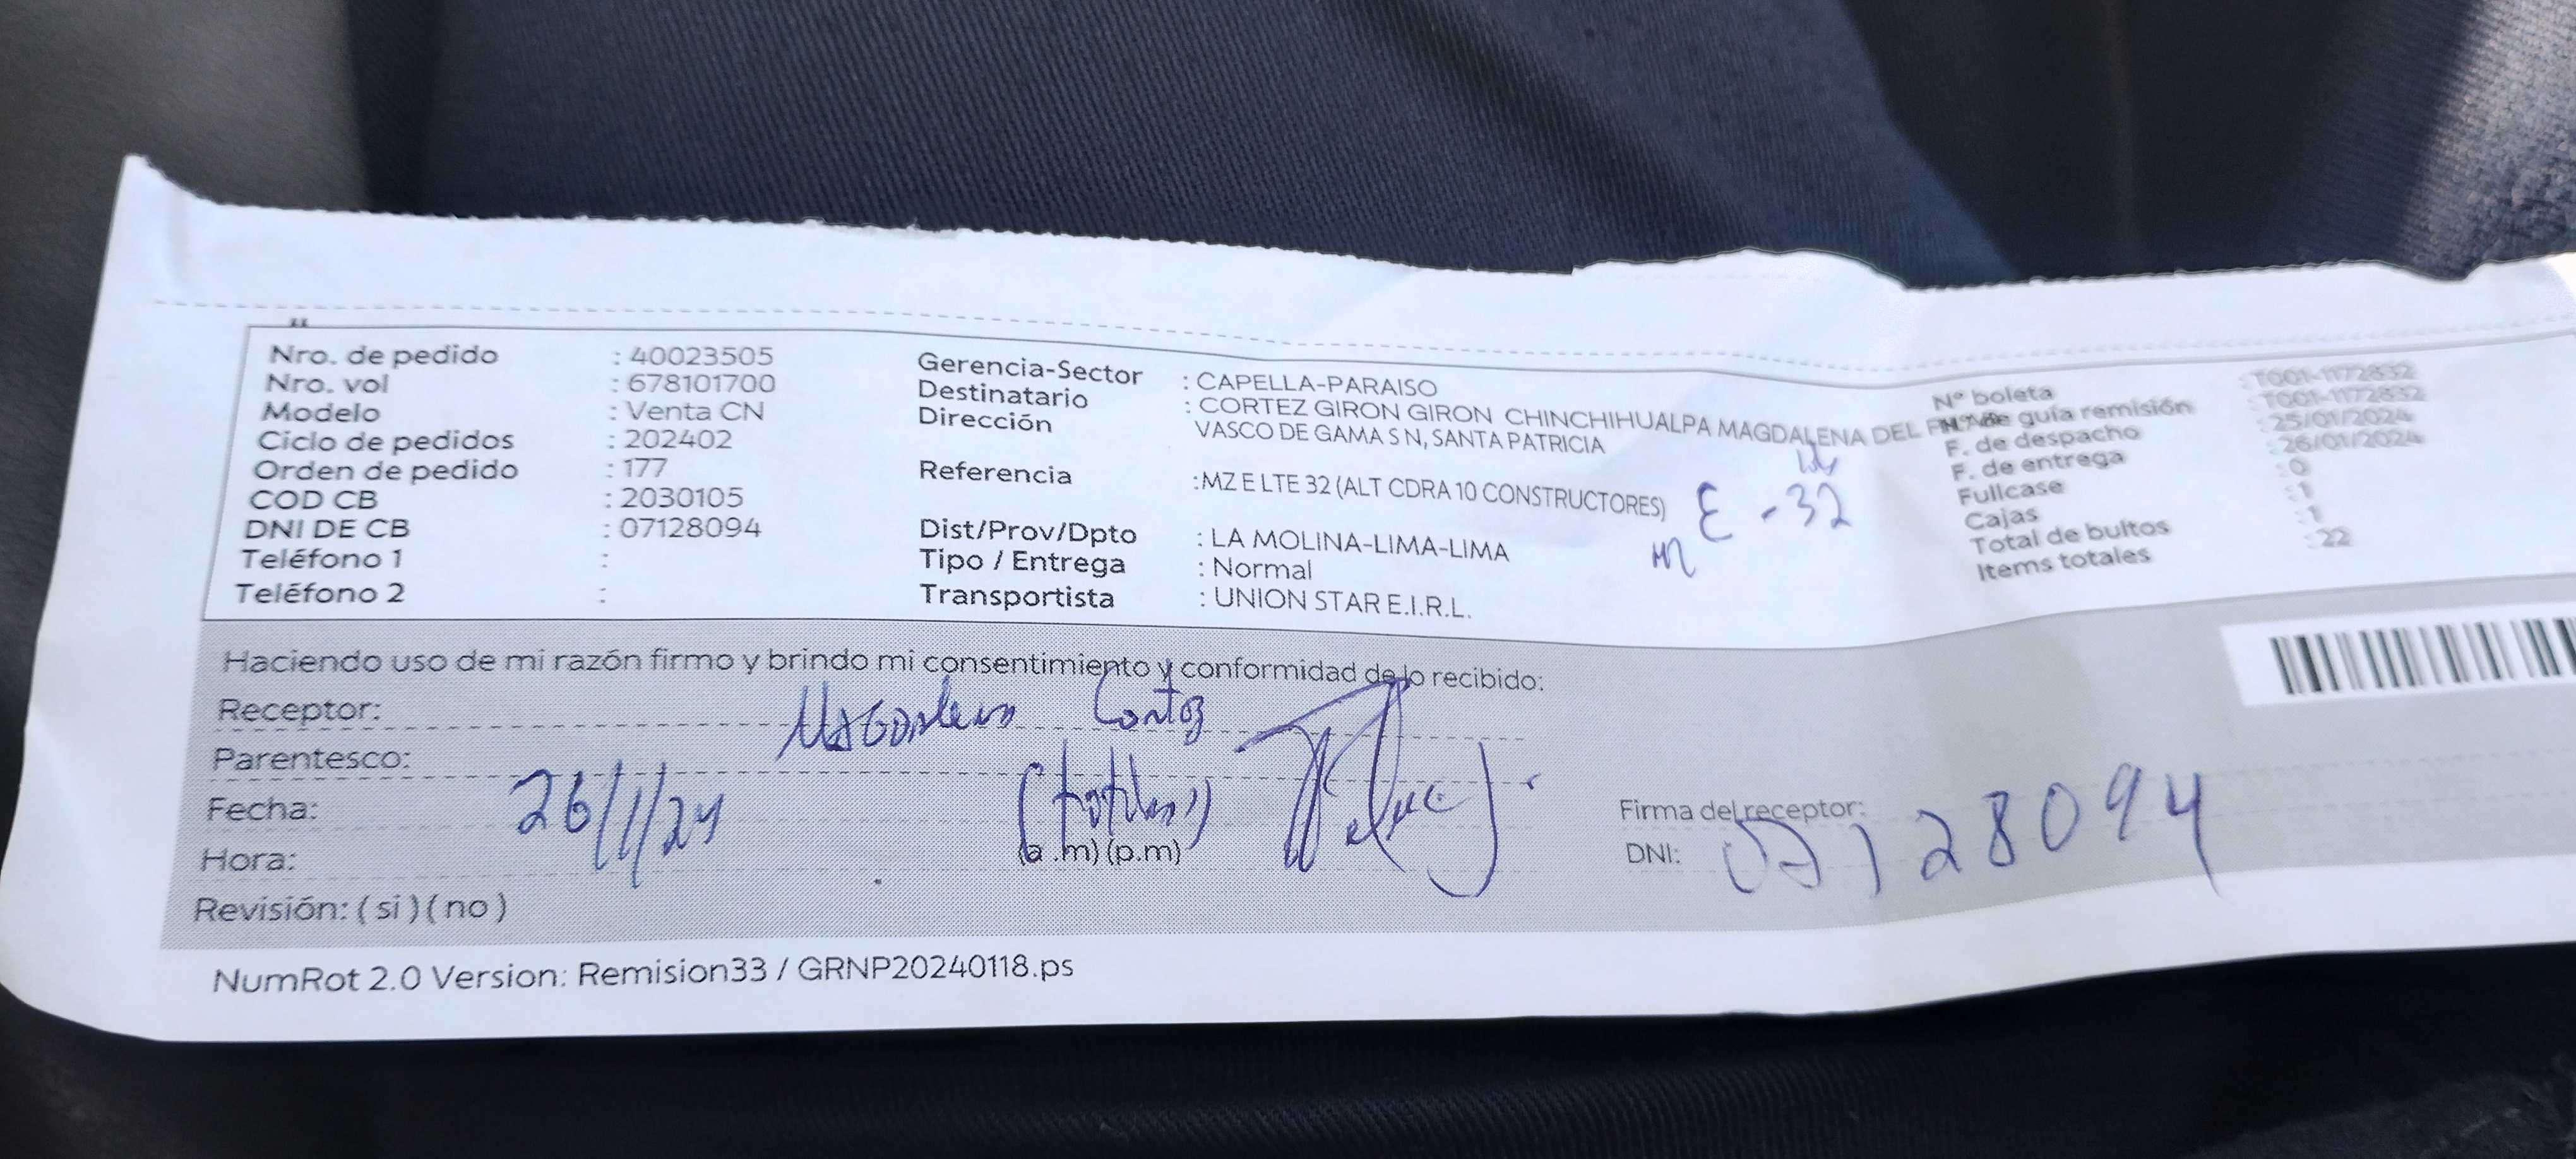 Nro. de pedido : 40023505
Nro. vol : 678101700
Modelo : Venta CN
Ciclo de pedidos : 202402
Orden de pedido : 177
COD CB : 2030105
DNI DE CB : 07128094
Teléfono 1 :
Teléfono 2 :
Gerencia-Sector : CAPELLA-PARAISO
Destinatario : CORTEZ GIRON GIRON CHINCHIHUALPA MAGDALENA DEL
Dirección VASCO DE GAMA S N, SANTA PATRICIA
Referencia :MZ E LTE 32 (ALT CDRA 10 CONSTRUCTORES)
Dist/Prov/Dpto : LA MOLINA-LIMA-LIMA
Tipo / Entrega : Normal
Transportista : UNION STAR E.I.R.L.
E - 32
Mz
N° boleta : T001-1172832
guía remisión : T001-1172832
F. de despacho : 25/01/2024
F. de entrega : 26/01/2024
Fullcase : 0
Cajas : 1
Total de bultos : 1
Items totales : 22
Haciendo uso de mi razón firmo y brindo mi consentimiento y conformidad de lo recibido:
Receptor: Magdalena Cortez
Parentesco:
Fecha: 26/1/24
Hora: (a .m) (p.m)
Revisión: ( si ) ( no )
Firma del receptor:
DNI: 07128094
NumRot 2.0 Version: Remision33 / GRNP20240118.ps